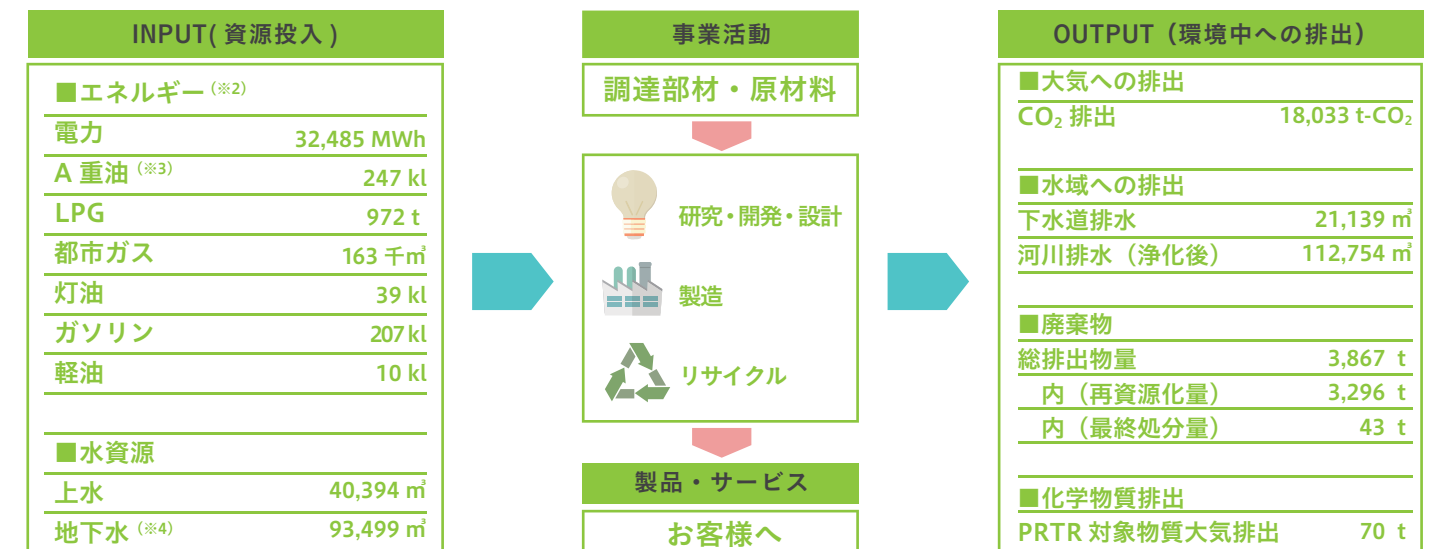 INPUT( 資源投入 )
■エネルギー（※2）
電力 32,485 MWh
A 重油（※3） 247 kl
LPG 972 t
都市ガス 163 千㎥
灯油 39 kl
ガソリン 207 kl
軽油 10 kl
■水資源
上水 40,394 ㎥
地下水（※4） 93,499 ㎥
事業活動
調達部材・原材料
研究・開発・設計
製造
リサイクル
製品・サービス
お客様へ
OUTPUT（環境中への排出）
■大気への排出
CO₂ 排出 18,033 t-CO₂
■水域への排出
下水道排水 21,139 ㎥
河川排水（浄化後） 112,754 ㎥
■廃棄物
総排出物量 3,867 t
内（再資源化量） 3,296 t
内（最終処分量） 43 t
■化学物質排出
PRTR 対象物質大気排出 70 t